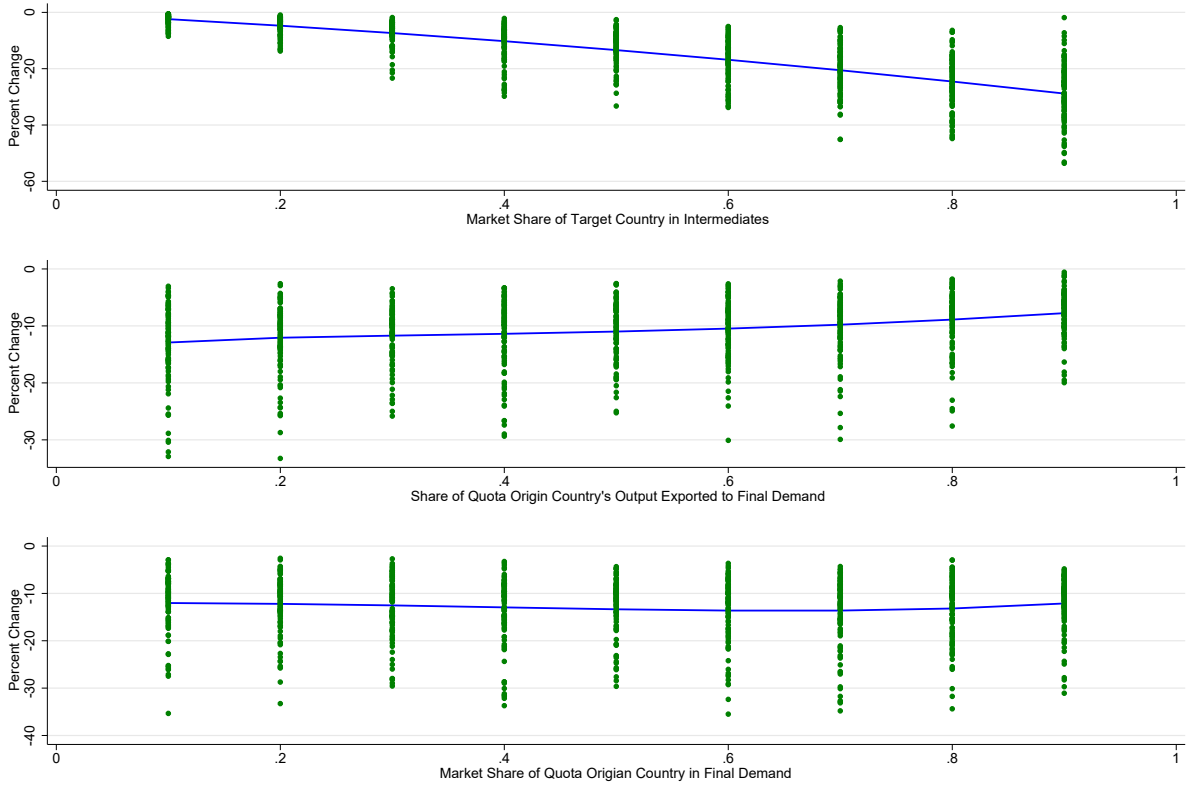 Percent Change
0
-20
-40
-60
0 .2 .4 .6 .8 1
Market Share of Target Country in Intermediates
Percent Change
0
-10
-20
-30
0 .2 .4 .6 .8 1
Share of Quota Origin Country's Output Exported to Final Demand
Percent Change
0
-10
-20
-30
-40
0 .2 .4 .6 .8 1
Market Share of Quota Origian Country in Final Demand